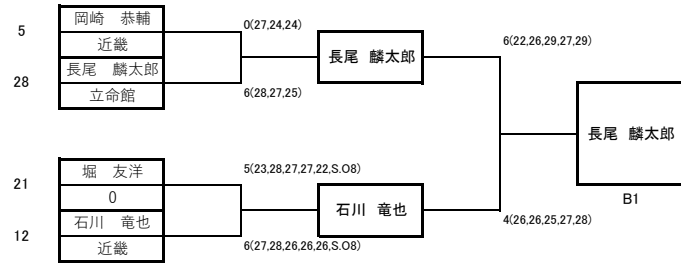 岡崎　恭輔
5
0(27,24,24)
近畿
6(22,26,29,27,29)
長尾　麟太郎
長尾　麟太郎
28
立命館
6(28,27,25)
長尾　麟太郎
堀　友洋
5(23,28,27,27,22,S.O8)
21
0
B1
石川　竜也
石川　竜也
12
4(26,26,25,27,28)
近畿
6(27,28,26,26,26,S.O8)